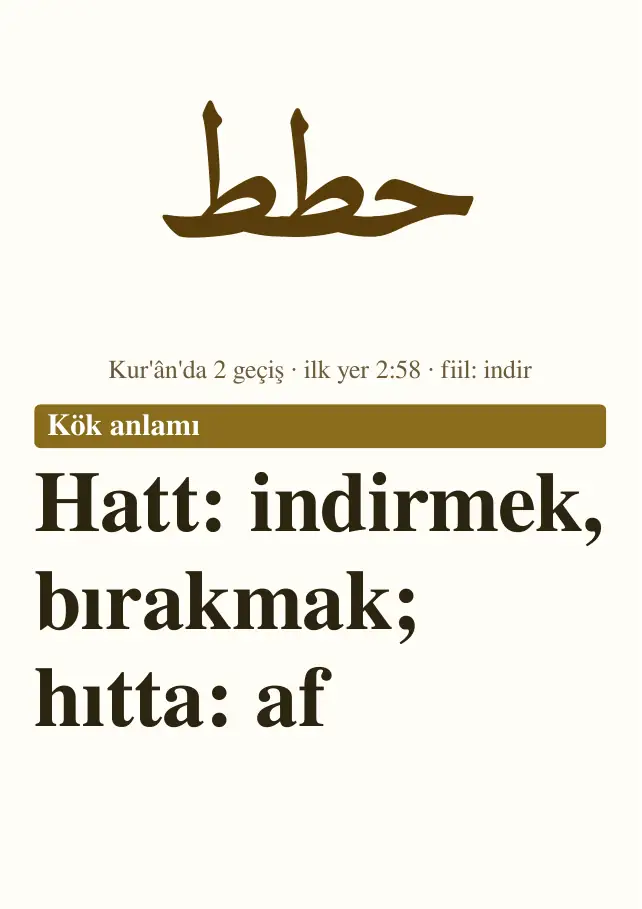 حطط
Kur'ân'da 2 geçiş · ilk yer 2:58 · fiil: indir
Kök anlamı
Hatt: indirmek,
bırakmak;
hıtta: af